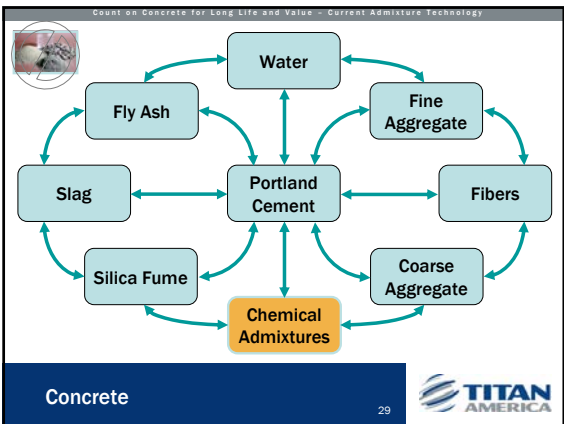 Count on Concrete for Long Life and Value – Current Admixture Technology
Water
Fly Ash
Fine
Aggregate
Slag
Portland
Cement
Fibers
Silica Fume
Coarse
Aggregate
Chemical
Admixtures
Concrete
29
TITAN
AMERICA